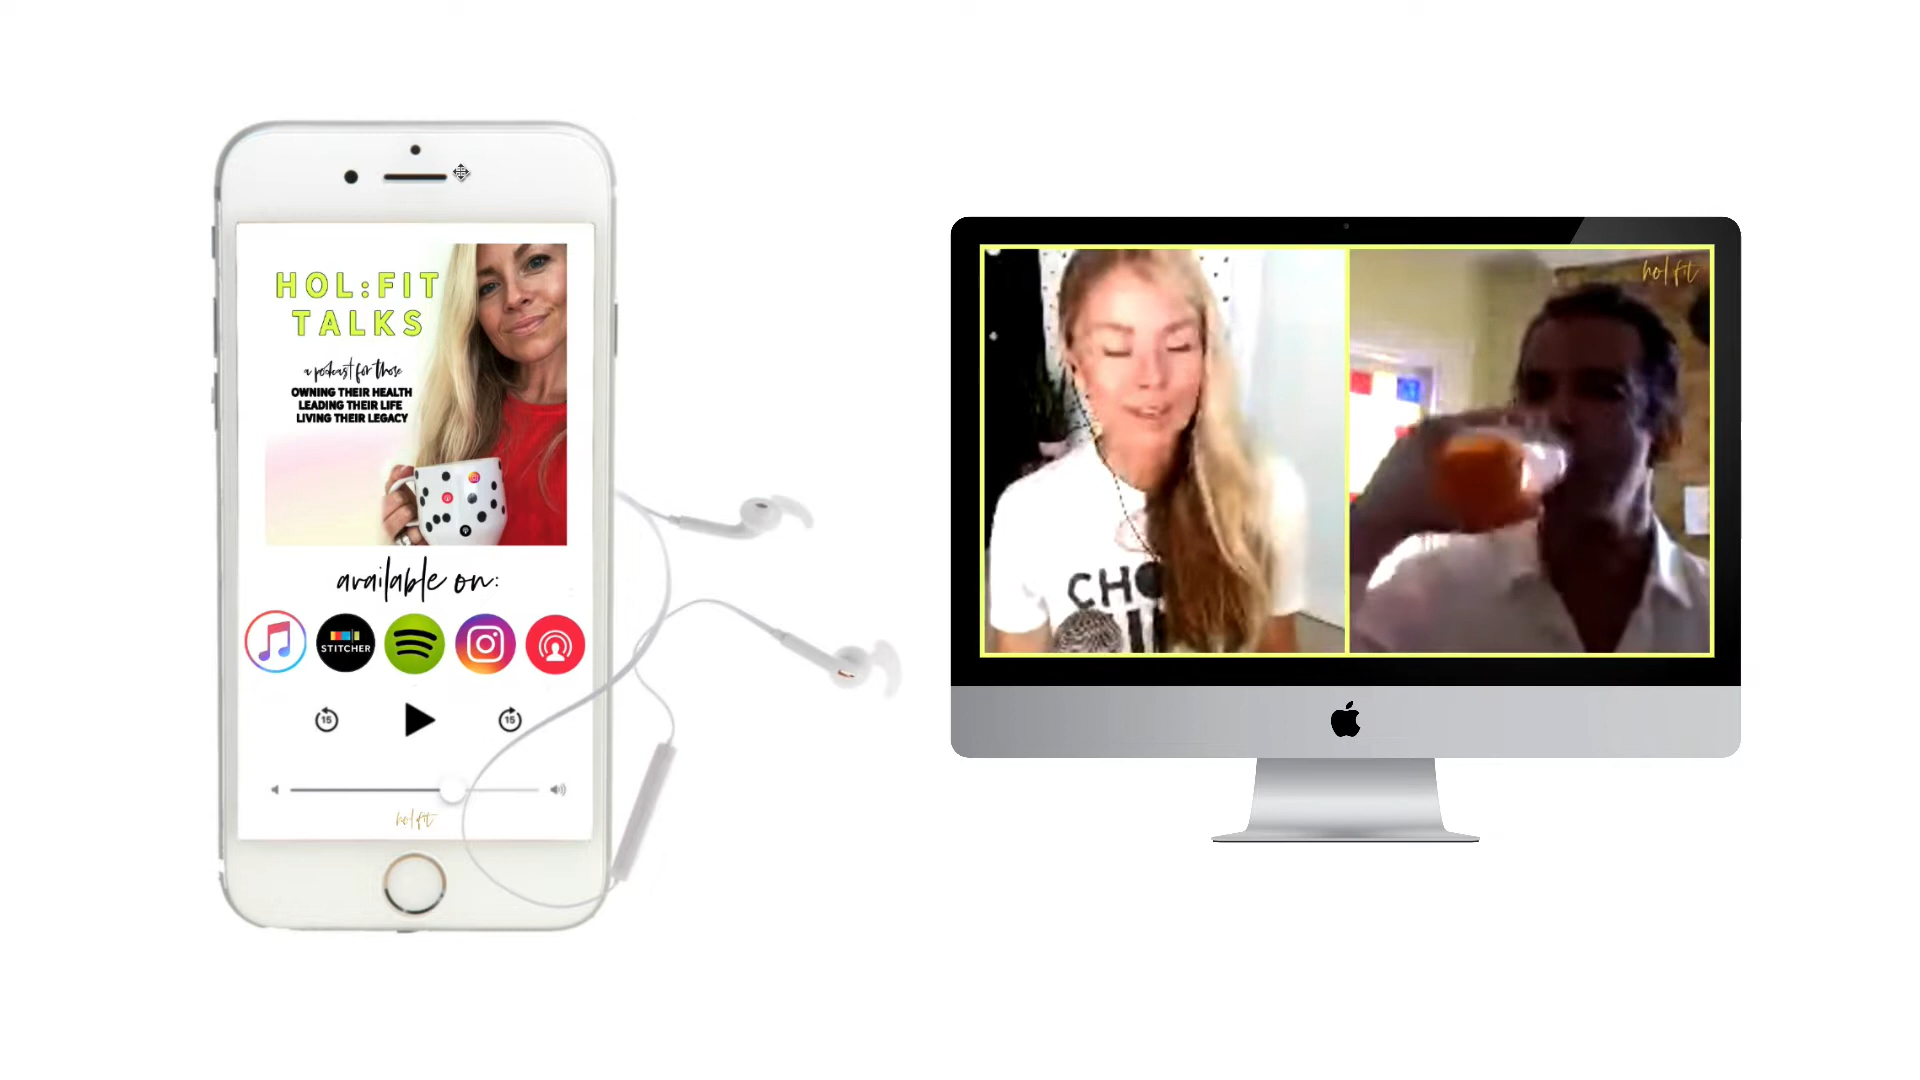 HOL:FIT
TALKS
a podcast for those
OWNING THEIR HEALTH
LEADING THEIR LIFE
LIVING THEIR LEGACY
available on:
STITCHER
15
15
hol:fit
hol:fit
CHO